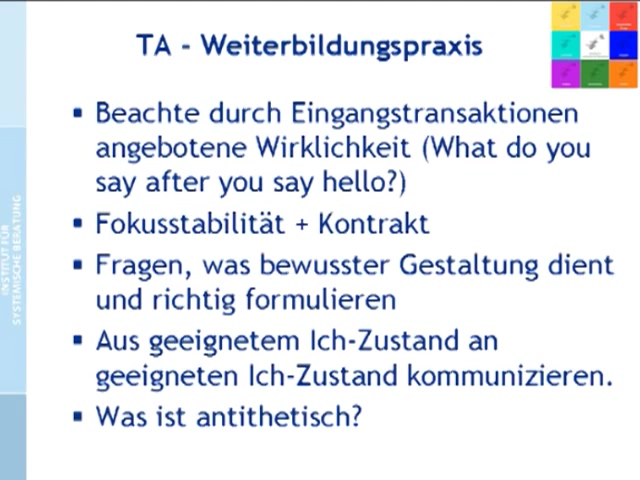 TA - Weiterbildungspraxis
▪ Beachte durch Eingangstransaktionen
angebotene Wirklichkeit (What do you
say after you say hello?)
▪ Fokusstabilität + Kontrakt
▪ Fragen, was bewusster Gestaltung dient
und richtig formulieren
▪ Aus geeignetem Ich-Zustand an
geeigneten Ich-Zustand kommunizieren.
▪ Was ist antithetisch?
INSTITUT FÜR
SYSTEMISCHE BERATUNG